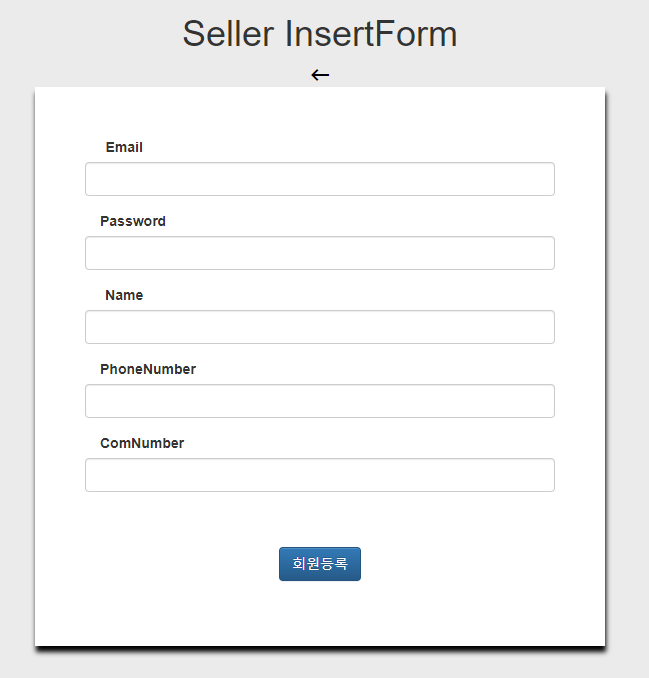 Seller InsertForm
←
Email
Password
Name
PhoneNumber
ComNumber
회원등록